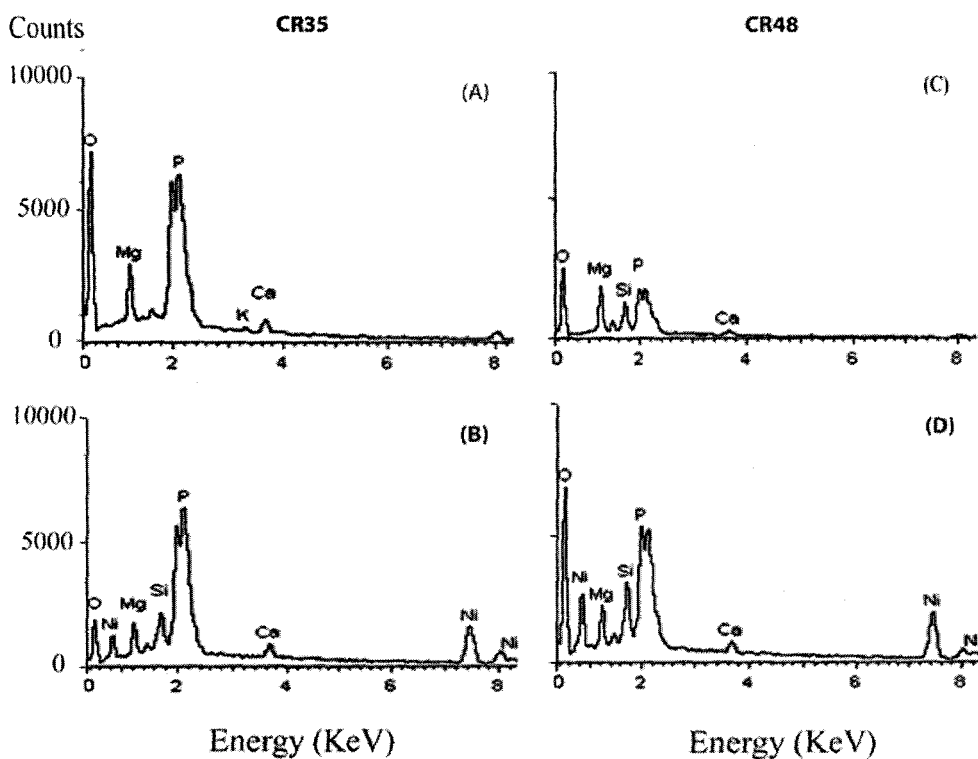 Counts
CR35
CR48
10000
(A)
(C)
O
P
5000
Mg
K
Ca
0
0 2 4 6 8
O
Mg
Si
P
Ca
0 2 4 6 8
10000
(B)
(D)
P
5000
O
Ni
Mg
Si
Ca
Ni
Ni
0
0 2 4 6 8
O
Ni
Mg
Si
P
Ca
Ni
N
0 2 4 6 8
Energy (KeV)
Energy (KeV)